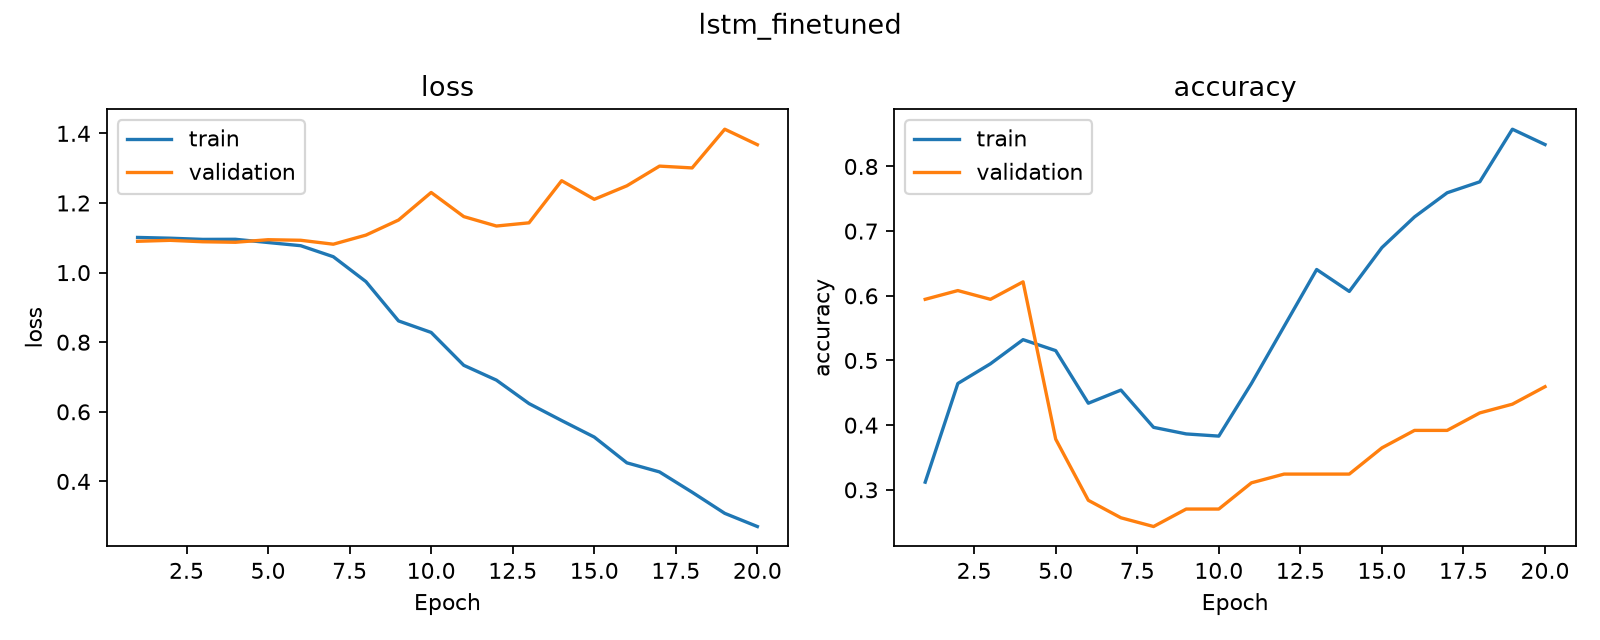 lstm_finetuned
loss
train
validation
1.4
1.2
1.0
0.8
0.6
0.4
loss
2.5 5.0 7.5 10.0 12.5 15.0 17.5 20.0
Epoch
accuracy
train
validation
0.8
0.7
0.6
0.5
0.4
0.3
accuracy
2.5 5.0 7.5 10.0 12.5 15.0 17.5 20.0
Epoch